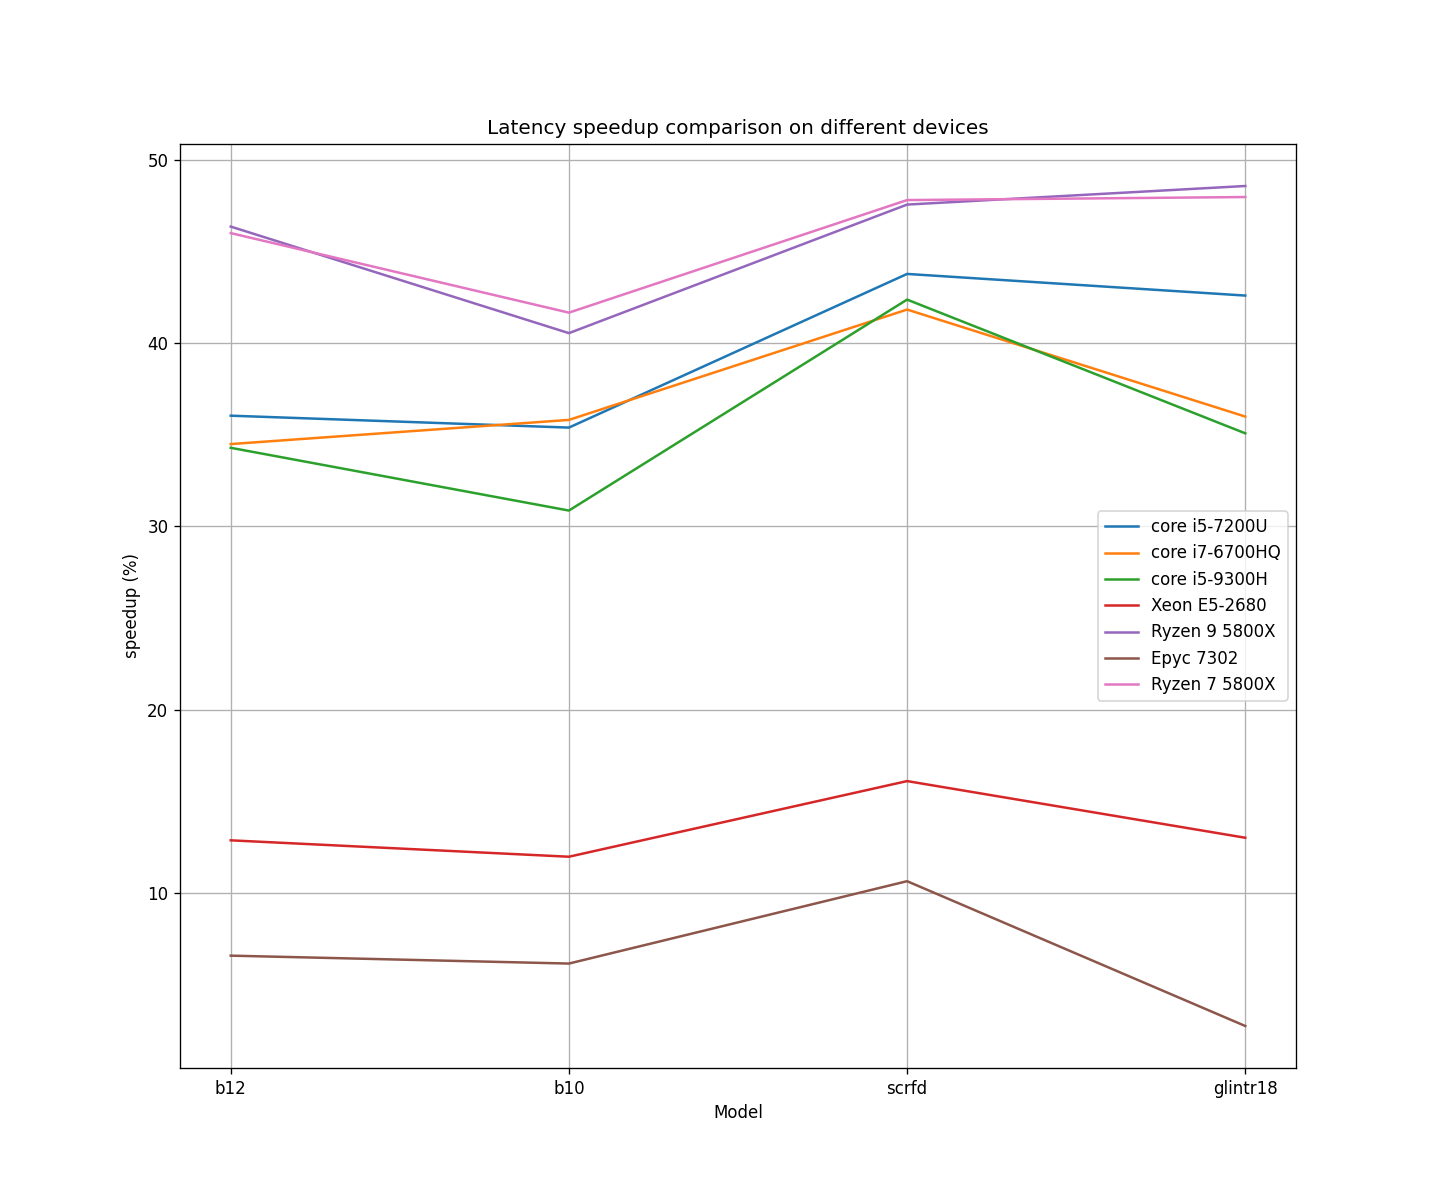 Latency speedup comparison on different devices
50
40
30
20
10
speedup (%)
core i5-7200U
core i7-6700HQ
core i5-9300H
Xeon E5-2680
Ryzen 9 5800X
Epyc 7302
Ryzen 7 5800X
b12
b10
scrfd
glintr18
Model